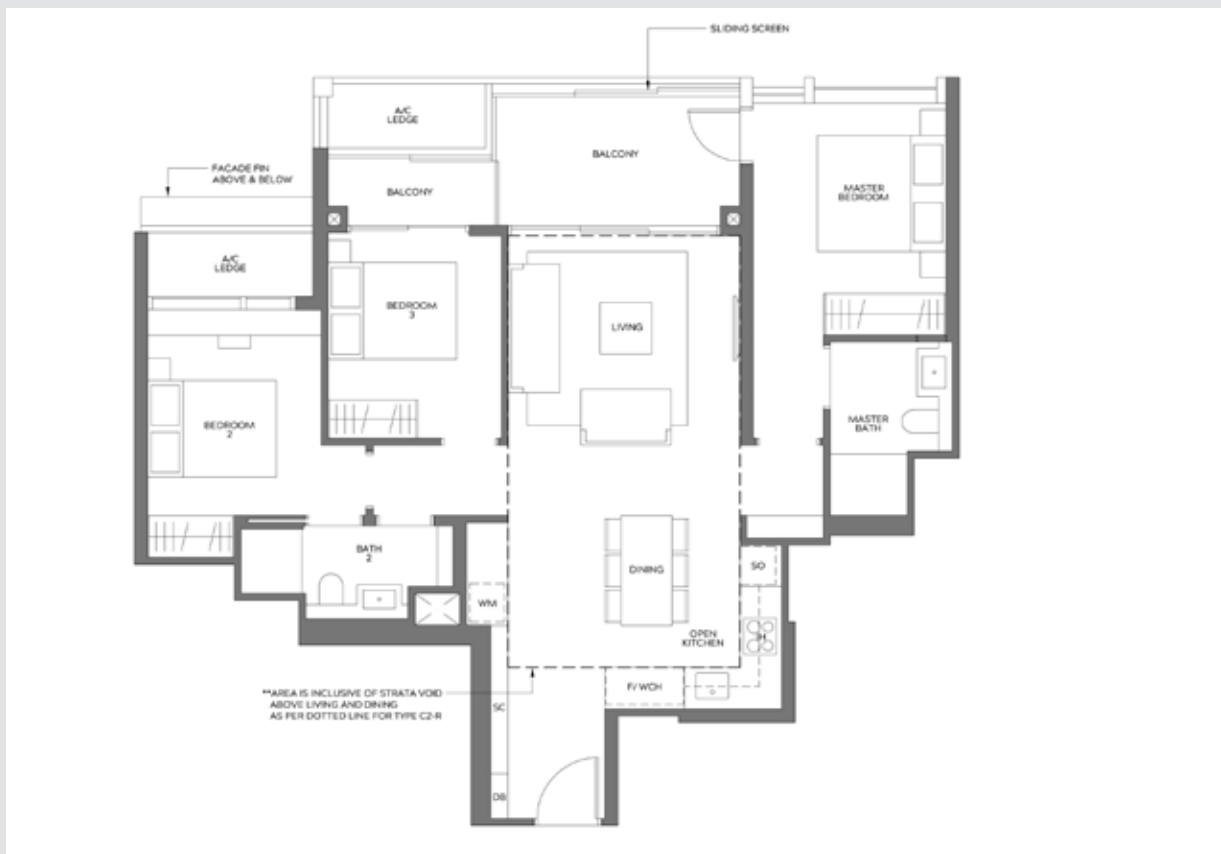 SLIDING SCREEN
A/C
LEDGE
BALCONY
FACADE FIN
ABOVE & BELOW
BALCONY
MASTER
BEDROOM
A/C
LEDGE
BEDROOM
3
LIVING
BEDROOM
2
MASTER
BATH
BATH
2
DINING
SO
WM
OPEN
KITCHEN
H
F/ WCH
**AREA IS INCLUSIVE OF STRATA VOID
ABOVE LIVING AND DINING
AS PER DOTTED LINE FOR TYPE C2-R
SC
DB